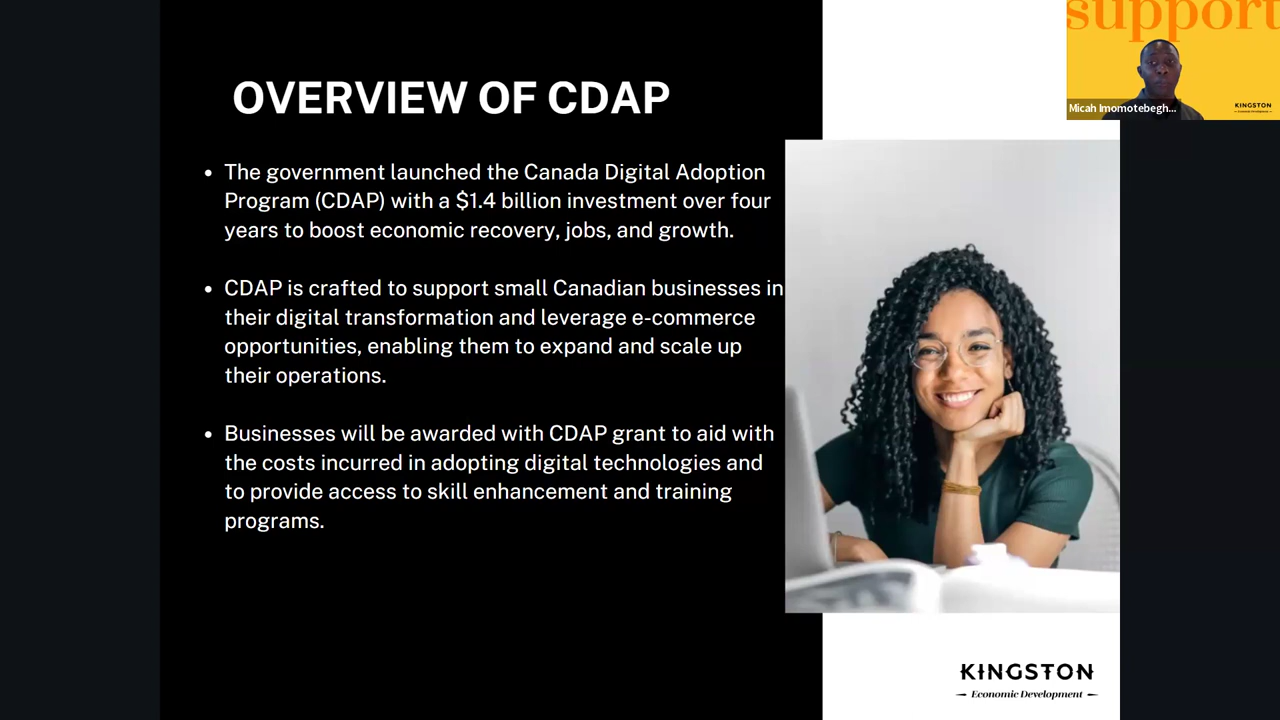 support
Micah Imomotebegh...
KINGSTON
Economic Development
OVERVIEW OF CDAP
• The government launched the Canada Digital Adoption
Program (CDAP) with a $1.4 billion investment over four
years to boost economic recovery, jobs, and growth.
• CDAP is crafted to support small Canadian businesses in
their digital transformation and leverage e-commerce
opportunities, enabling them to expand and scale up
their operations.
• Businesses will be awarded with CDAP grant to aid with
the costs incurred in adopting digital technologies and
to provide access to skill enhancement and training
programs.
KINGSTON
Economic Development